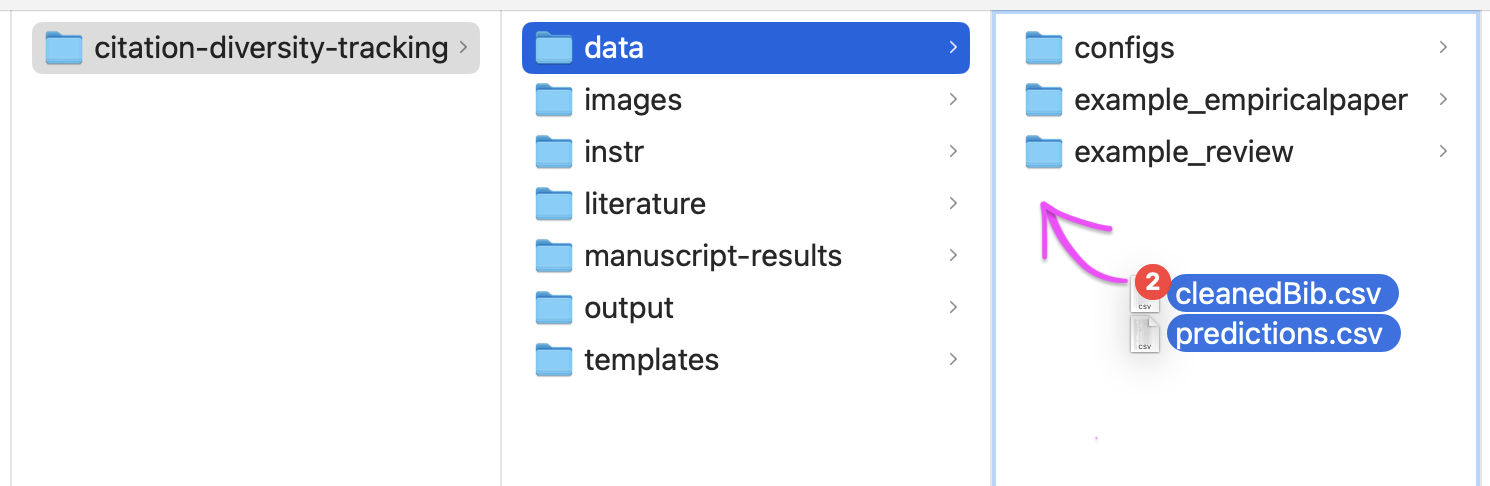 citation-diversity-tracking
data
images
instr
literature
manuscript-results
output
templates
configs
example_empiricalpaper
example_review
2
cleanedBib.csv
CSV
predictions.csv
CSV